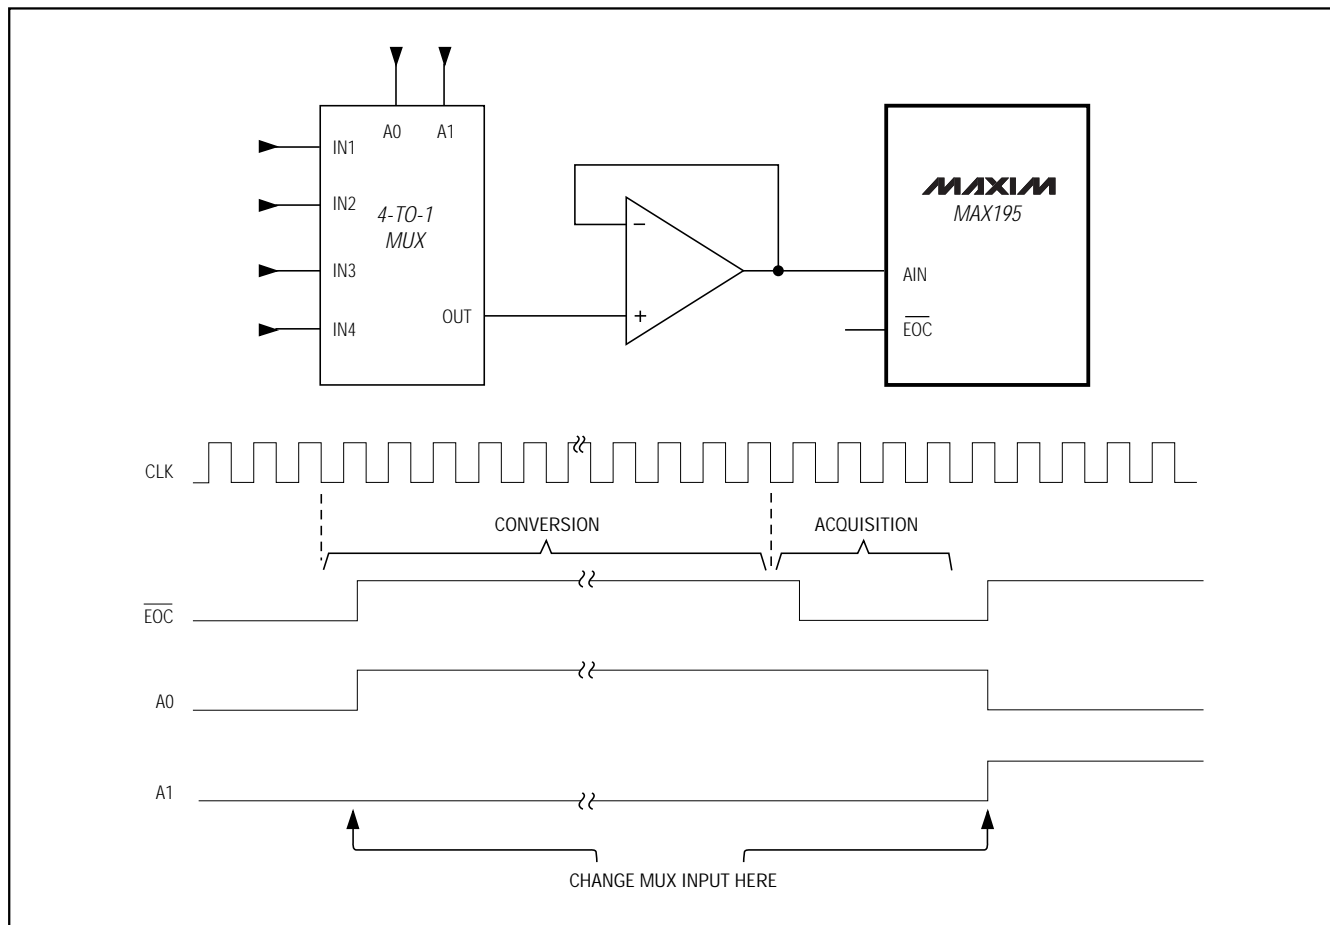 A0 A1
IN1
IN2
IN3
IN4
4-TO-1
MUX
OUT
−
+
MAXIM
MAX195
AIN
EOC
CLK
CONVERSION
ACQUISITION
EOC
A0
A1
CHANGE MUX INPUT HERE